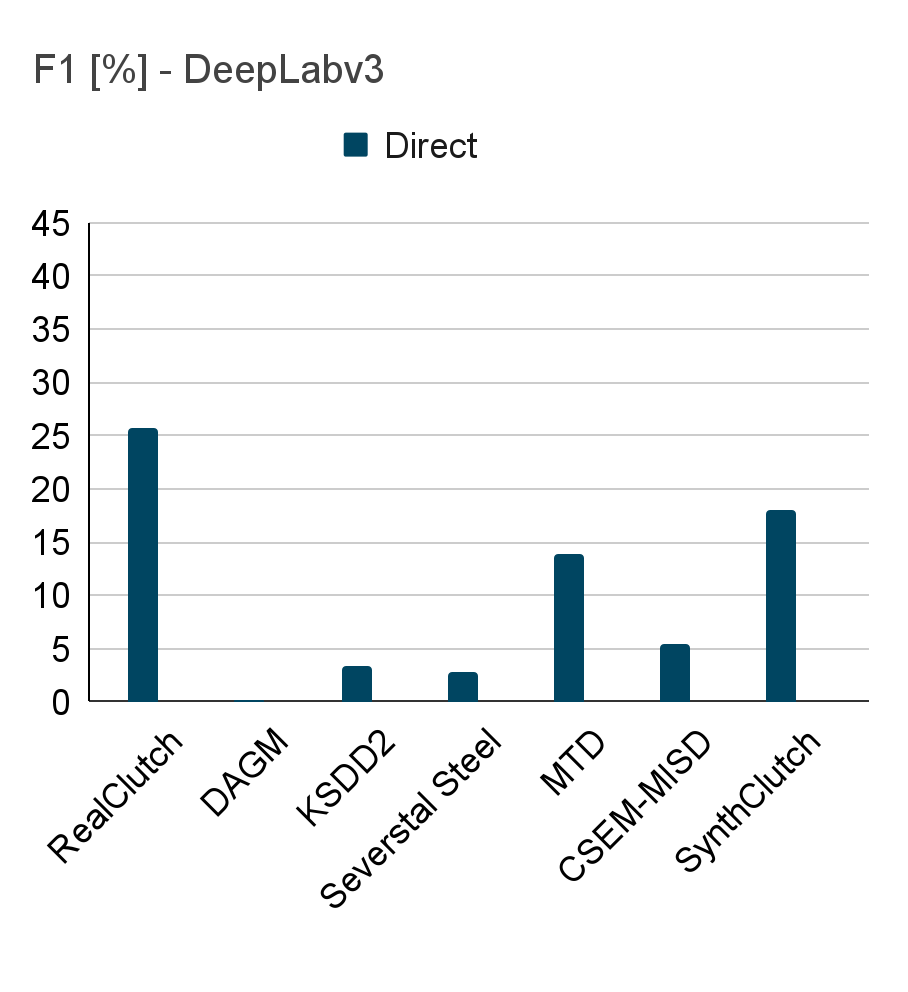 F1 [%] - DeepLabv3
Direct
45
40
35
30
25
20
15
10
5
0
RealClutch
DAGM
KSDD2
Severstal Steel
MTD
CSEM-MISD
SynthClutch